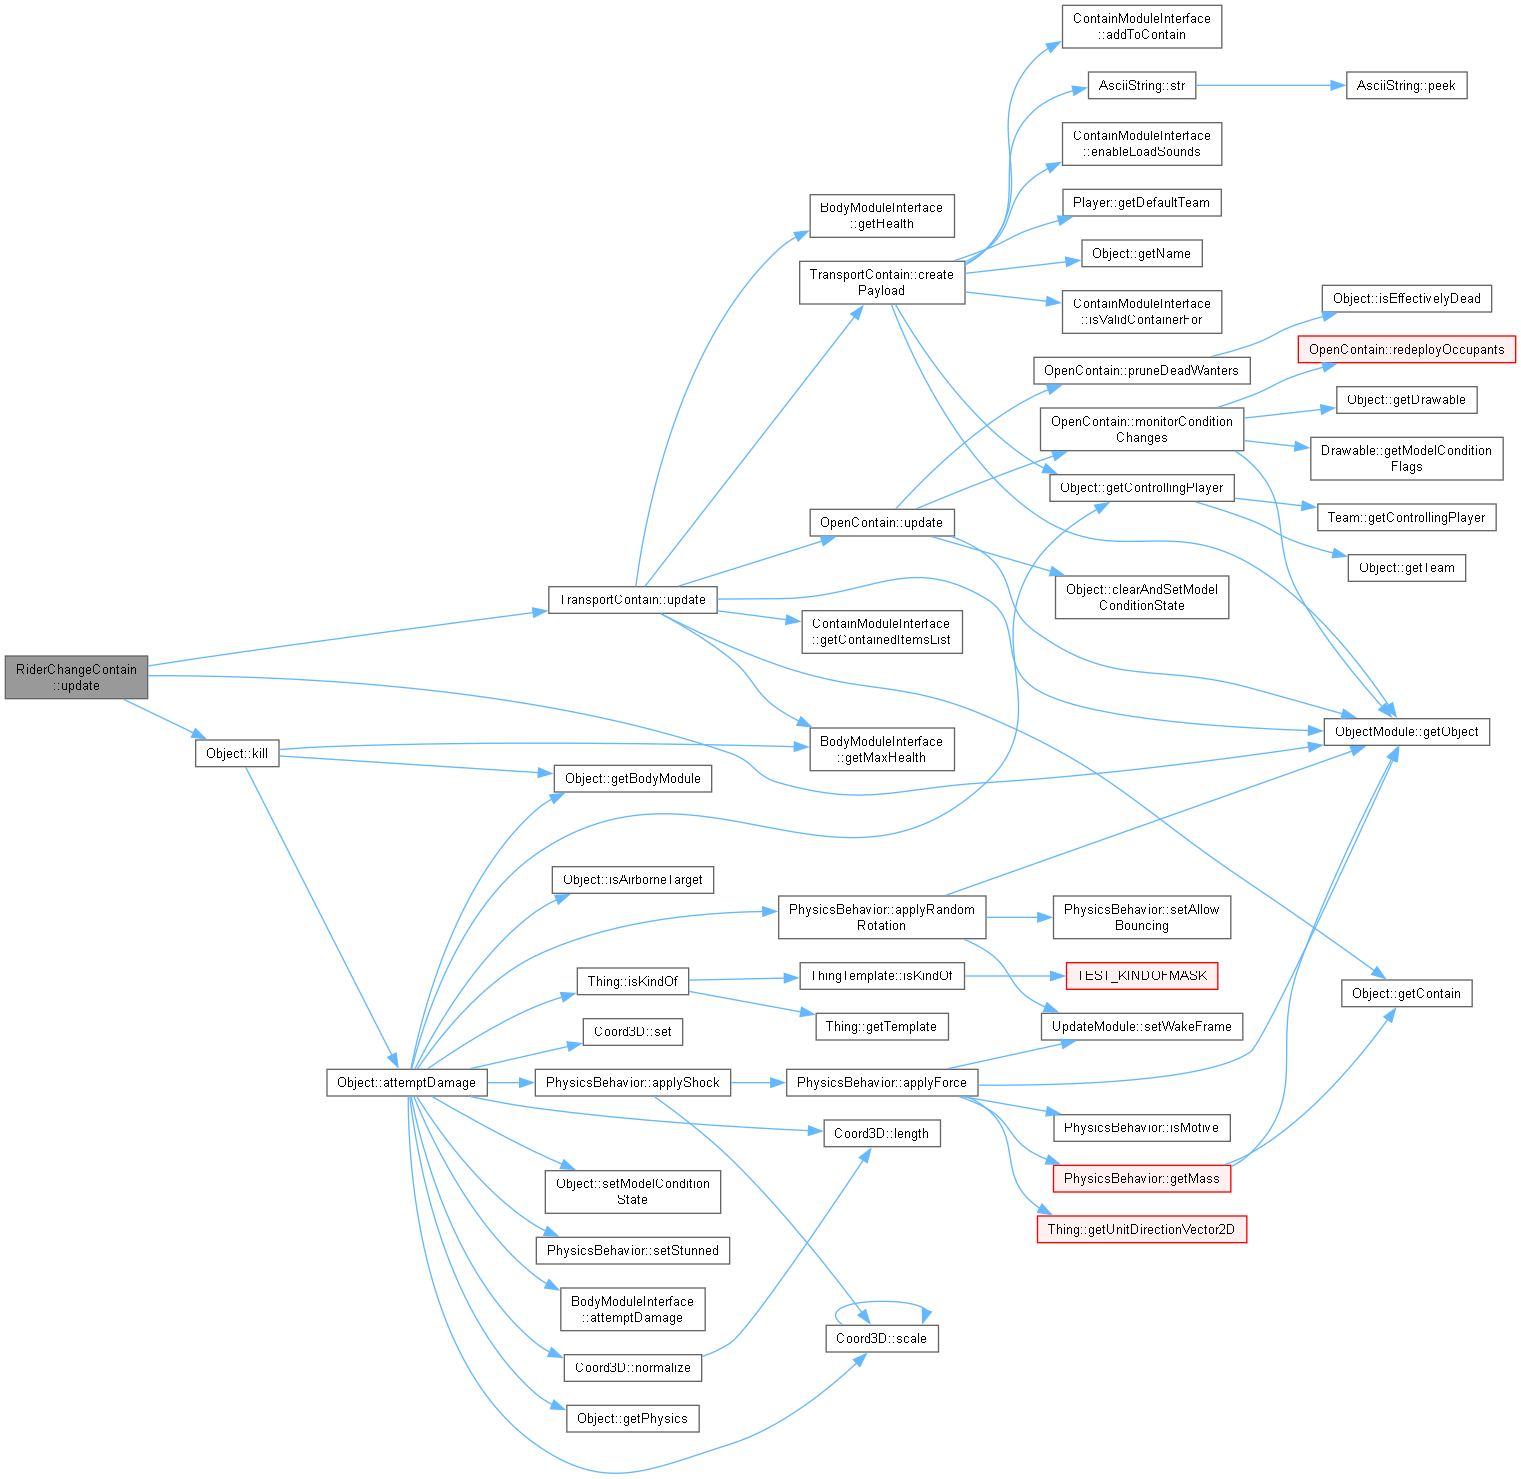 RiderChangeContain
::update
TransportContain::update
Object::kill
BodyModuleInterface
::getHealth
TransportContain::create
Payload
OpenContain::update
ContainModuleInterface
::getContainedItemsList
BodyModuleInterface
::getMaxHealth
Object::getBodyModule
Object::attemptDamage
Object::isAirborneTarget
Thing::isKindOf
Coord3D::set
PhysicsBehavior::applyShock
Object::setModelCondition
State
PhysicsBehavior::setStunned
BodyModuleInterface
::attemptDamage
Coord3D::normalize
Object::getPhysics
PhysicsBehavior::applyRandom
Rotation
ThingTemplate::isKindOf
Thing::getTemplate
PhysicsBehavior::applyForce
Coord3D::length
Coord3D::scale
ContainModuleInterface
::addToContain
AsciiString::str
AsciiString::peek
ContainModuleInterface
::enableLoadSounds
Player::getDefaultTeam
Object::getName
ContainModuleInterface
::isValidContainerFor
OpenContain::pruneDeadWanters
OpenContain::monitorCondition
Changes
Object::getControllingPlayer
Object::clearAndSetModel
ConditionState
Object::isEffectivelyDead
OpenContain::redeployOccupants
Object::getDrawable
Drawable::getModelCondition
Flags
Team::getControllingPlayer
Object::getTeam
ObjectModule::getObject
PhysicsBehavior::setAllow
Bouncing
TEST_KINDOFMASK
UpdateModule::setWakeFrame
Object::getContain
PhysicsBehavior::isMotive
PhysicsBehavior::getMass
Thing::getUnitDirectionVector2D